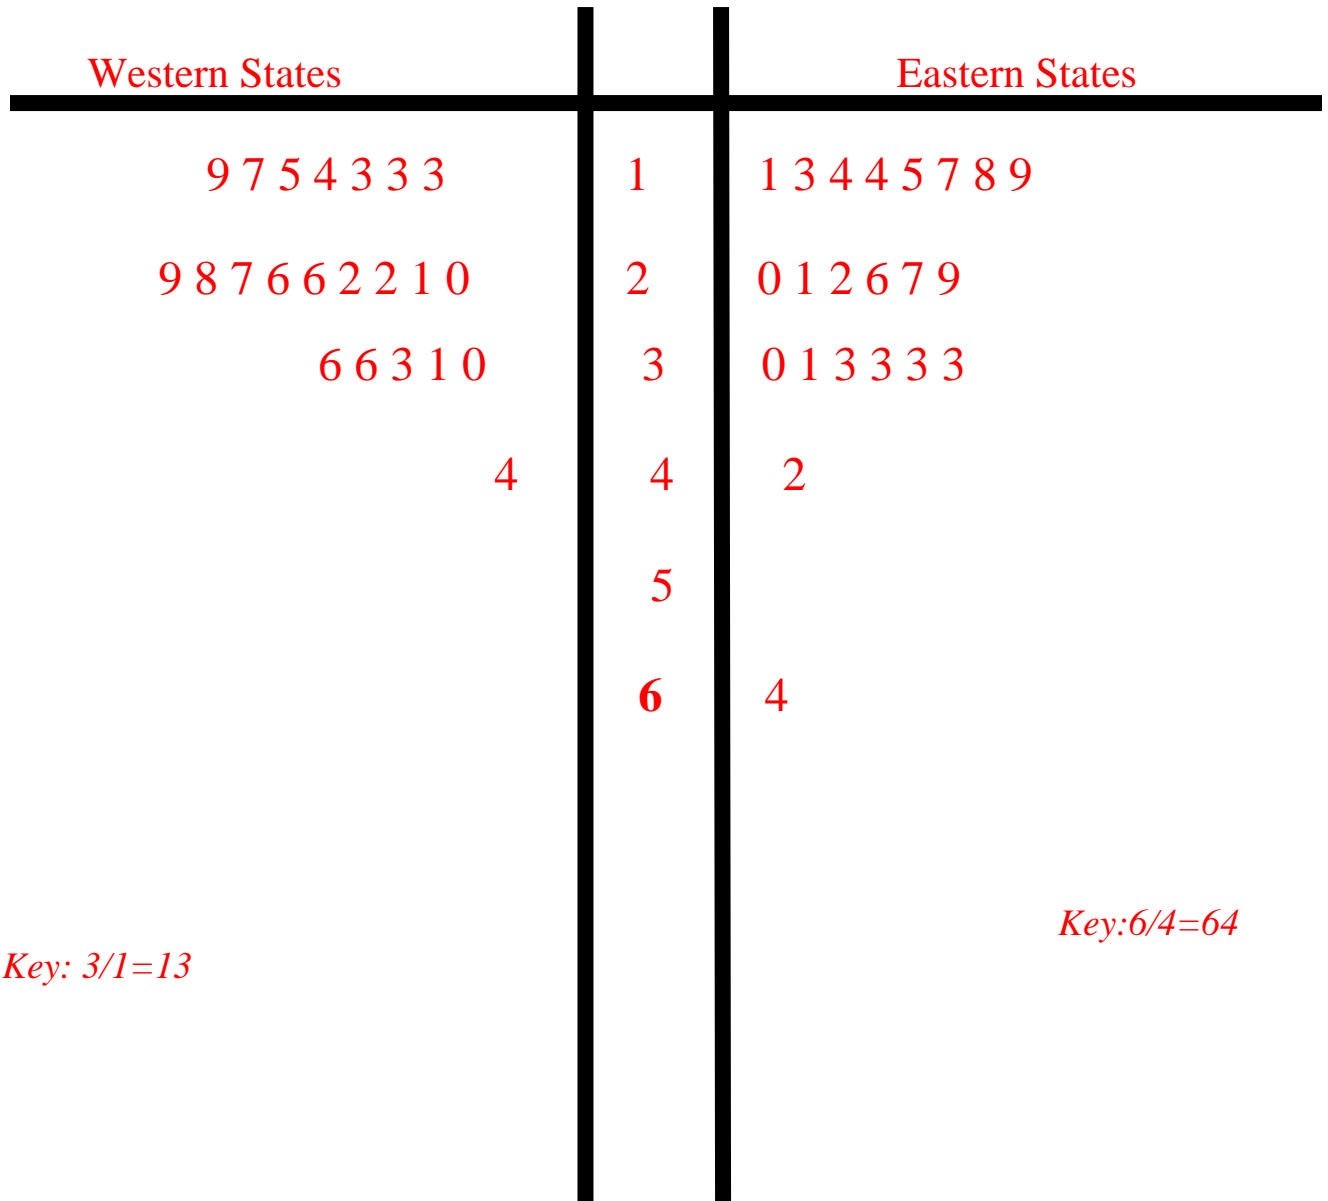 Western States Eastern States
9 7 5 4 3 3 3 1 1 3 4 4 5 7 8 9
9 8 7 6 6 2 2 1 0 2 0 1 2 6 7 9
6 6 3 1 0 3 0 1 3 3 3 3
4 4 2
5
6 4
Key:6/4=64
Key: 3/1=13